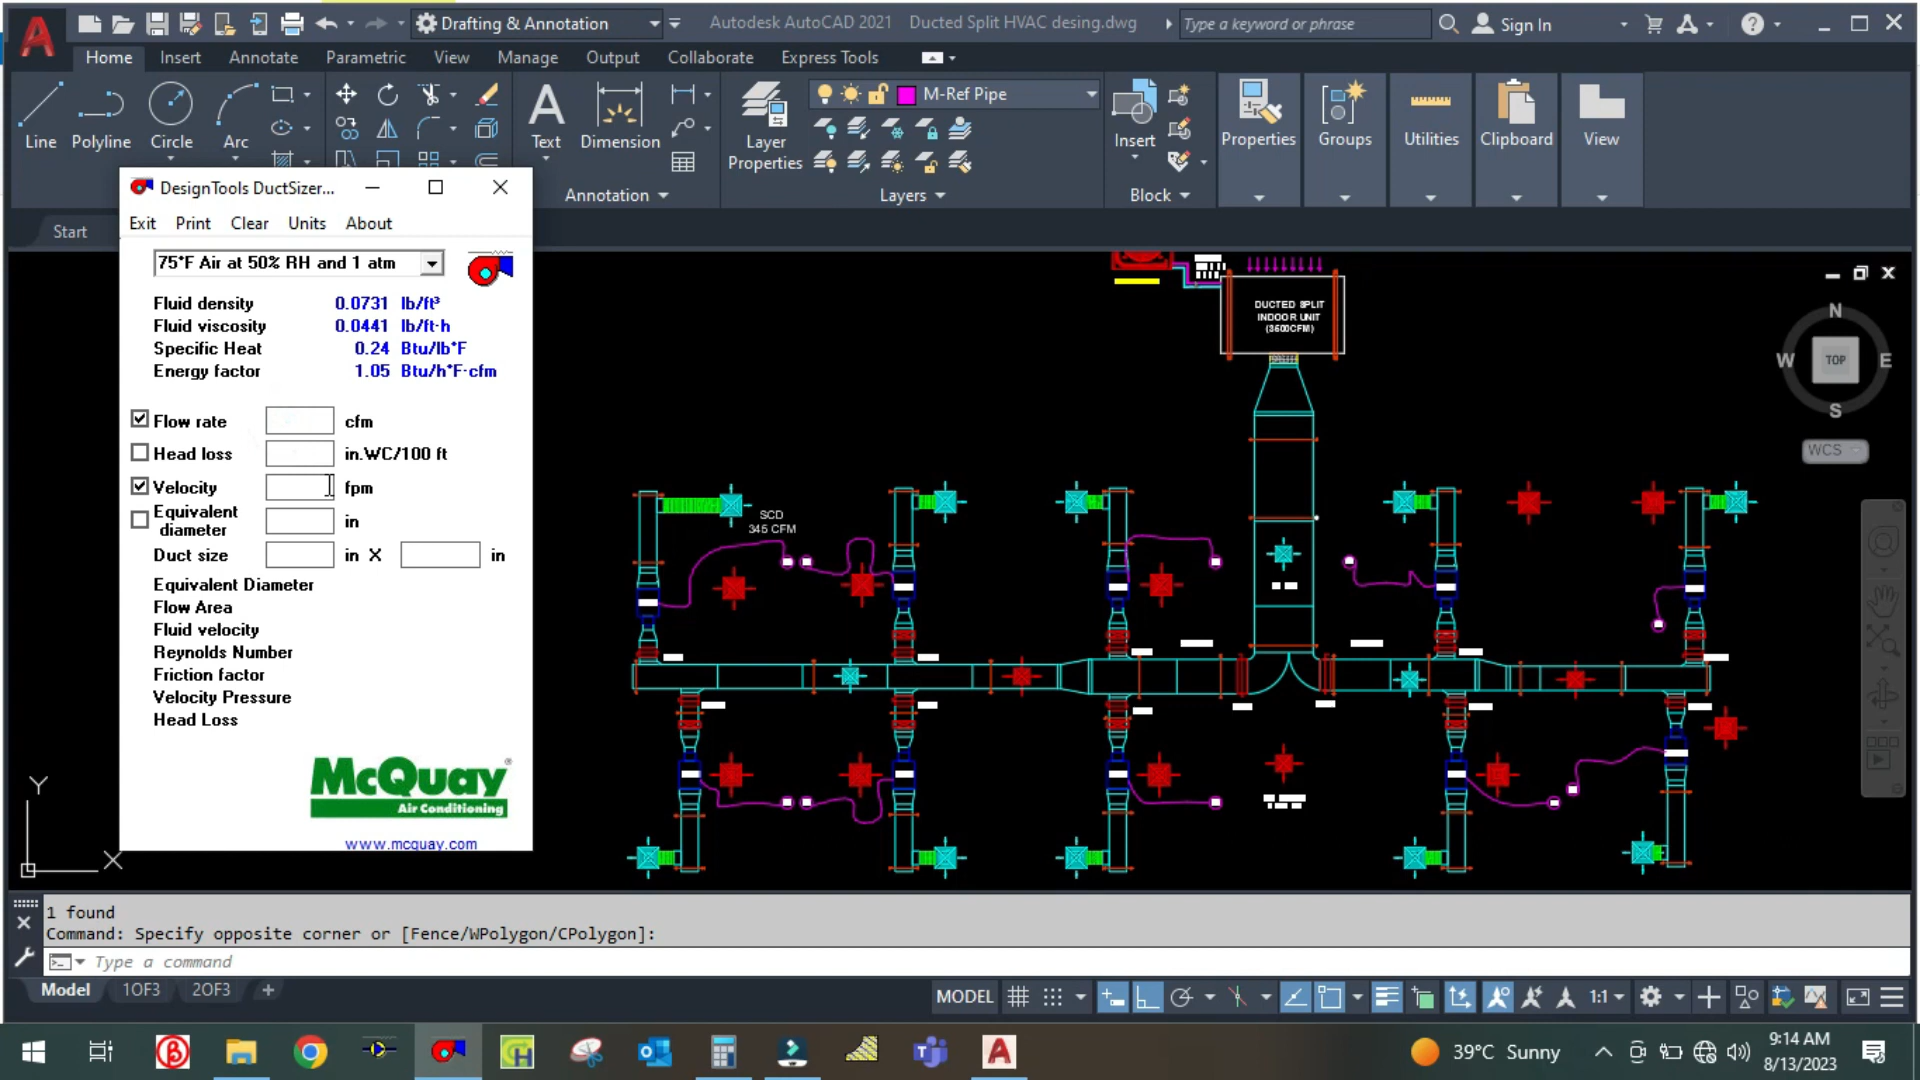 Drafting & Annotation
Autodesk AutoCAD 2021 Ducted Split HVAC desing.dwg
Type a keyword or phrase
Sign In
Home Insert Annotate Parametric View Manage Output Collaborate Express Tools
M-Ref Pipe
Line Polyline Circle Arc
Text Dimension
Layer Properties
Insert
Properties Groups Utilities Clipboard View
Annotation Layers Block
Start
DesignTools DuctSizer...
Exit Print Clear Units About
75°F Air at 50% RH and 1 atm
Fluid density 0.0731 lb/ft³
Fluid viscosity 0.0441 lb/ft·h
Specific Heat 0.24 Btu/lb°F
Energy factor 1.05 Btu/h°F·cfm
Flow rate cfm
Head loss in.WC/100 ft
Velocity fpm
Equivalent diameter in
Duct size in X in
Equivalent Diameter
Flow Area
Fluid velocity
Reynolds Number
Friction factor
Velocity Pressure
Head Loss
McQuay
Air Conditioning
www.mcquay.com
DUCTED SPLIT
INDOOR UNIT
(3600CFM)
SCD
345 CFM
N
W TOP E
S
WCS
Y
X
1 found
Command: Specify opposite corner or [Fence/WPolygon/CPolygon]:
Type a command
Model 1OF3 2OF3 +
MODEL 1:1
39°C Sunny
9:14 AM
8/13/2023